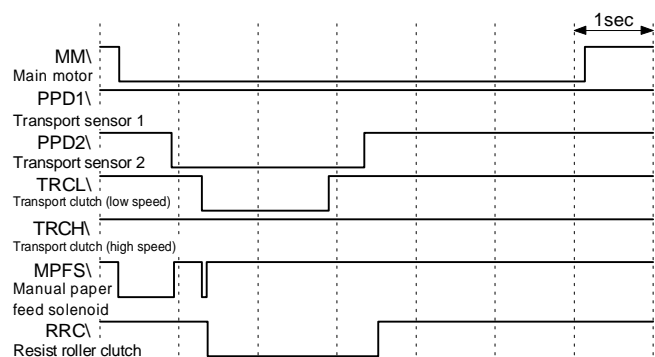 1sec
MM\
Main motor
PPD1\
Transport sensor 1
PPD2\
Transport sensor 2
TRCL\
Transport clutch (low speed)
TRCH\
Transport clutch (high speed)
MPFS\
Manual paper
feed solenoid
RRC\
Resist roller clutch